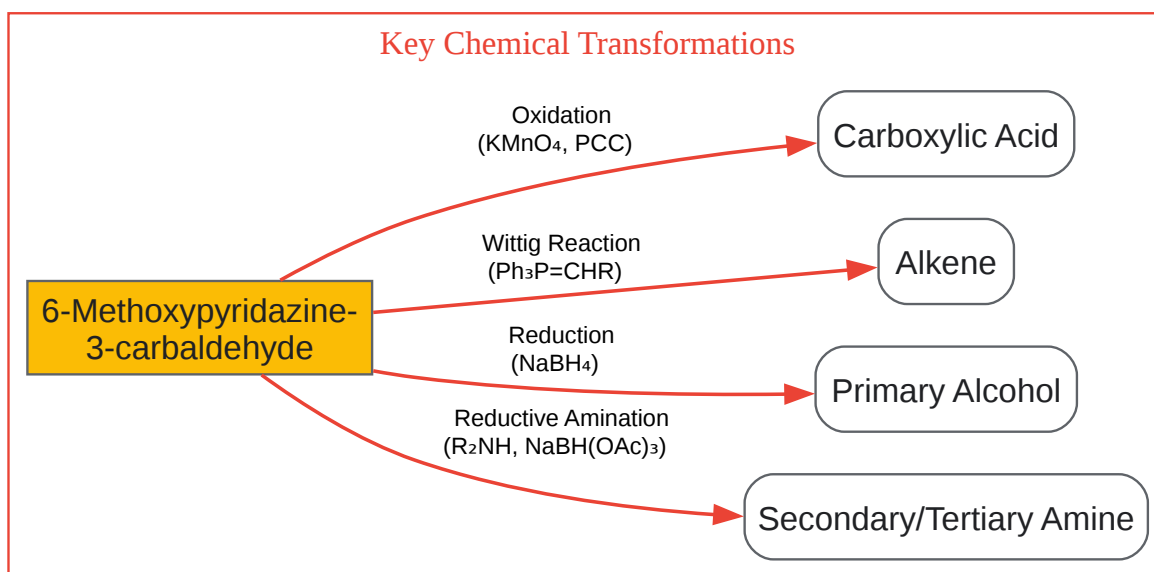 Key Chemical Transformations
Oxidation
(KMnO₄, PCC)
Carboxylic Acid
Wittig Reaction
(Ph₃P=CHR)
Alkene
6-Methoxypyridazine-
3-carbaldehyde
Reduction
(NaBH₄)
Primary Alcohol
Reductive Amination
(R₂NH, NaBH(OAc)₃)
Secondary/Tertiary Amine